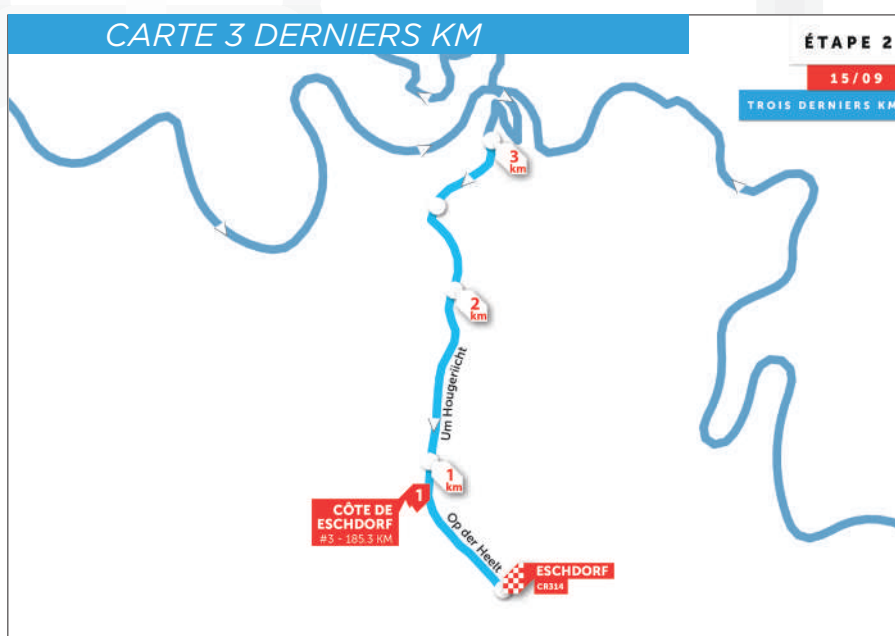 CARTE 3 DERNIERS KM
ÉTAPE 2
15/09
TROIS DERNIERS KM
3
km
2
km
Um Hougeriicht
1
km
1
CÔTE DE
ESCHDORF
#3 - 185.3 KM
Op der Heelt
ESCHDORF
CR314